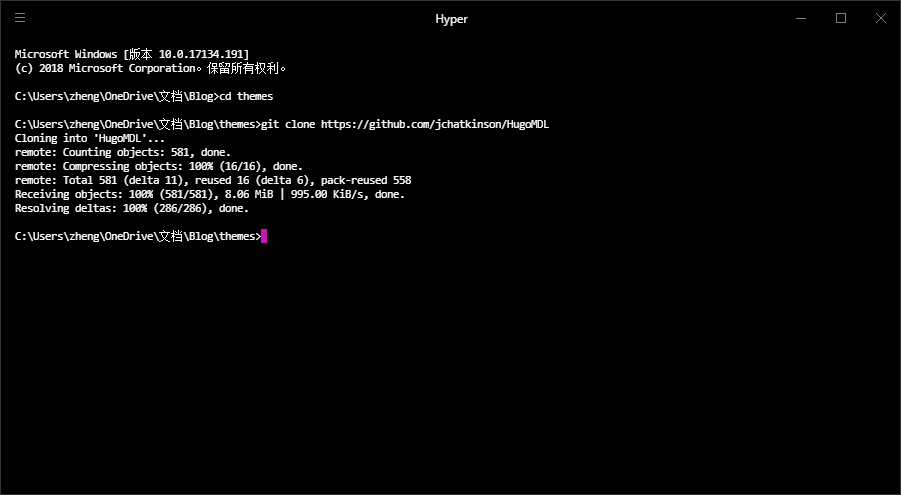 Hyper
Microsoft Windows [版本 10.0.17134.191]
(c) 2018 Microsoft Corporation。保留所有权利。
C:\Users\zheng\OneDrive\文档\Blog>cd themes
C:\Users\zheng\OneDrive\文档\Blog\themes>git clone https://github.com/jchatkinson/HugoMDL
Cloning into 'HugoMDL'...
remote: Counting objects: 581, done.
remote: Compressing objects: 100% (16/16), done.
remote: Total 581 (delta 11), reused 16 (delta 6), pack-reused 558
Receiving objects: 100% (581/581), 8.06 MiB | 995.00 KiB/s, done.
Resolving deltas: 100% (286/286), done.
C:\Users\zheng\OneDrive\文档\Blog\themes>